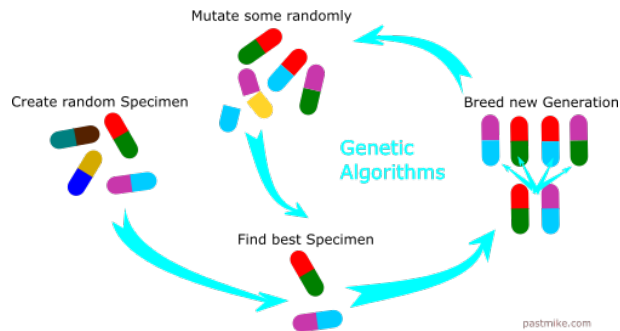 Mutate some randomly
Create random Specimen
Breed new Generation
Genetic
Algorithms
Find best Specimen
pastmike.com